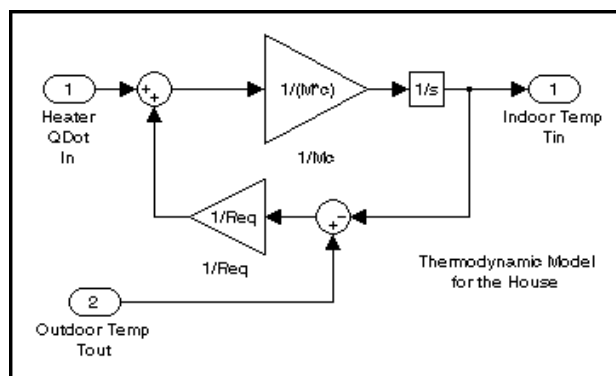 1
Heater
QDot
In
+
+
1/(M*c)
1/Mc
1/s
1
Indoor Temp
Tin
1/Req
1/Req
+
−
2
Outdoor Temp
Tout
Thermodynamic Model
for the House